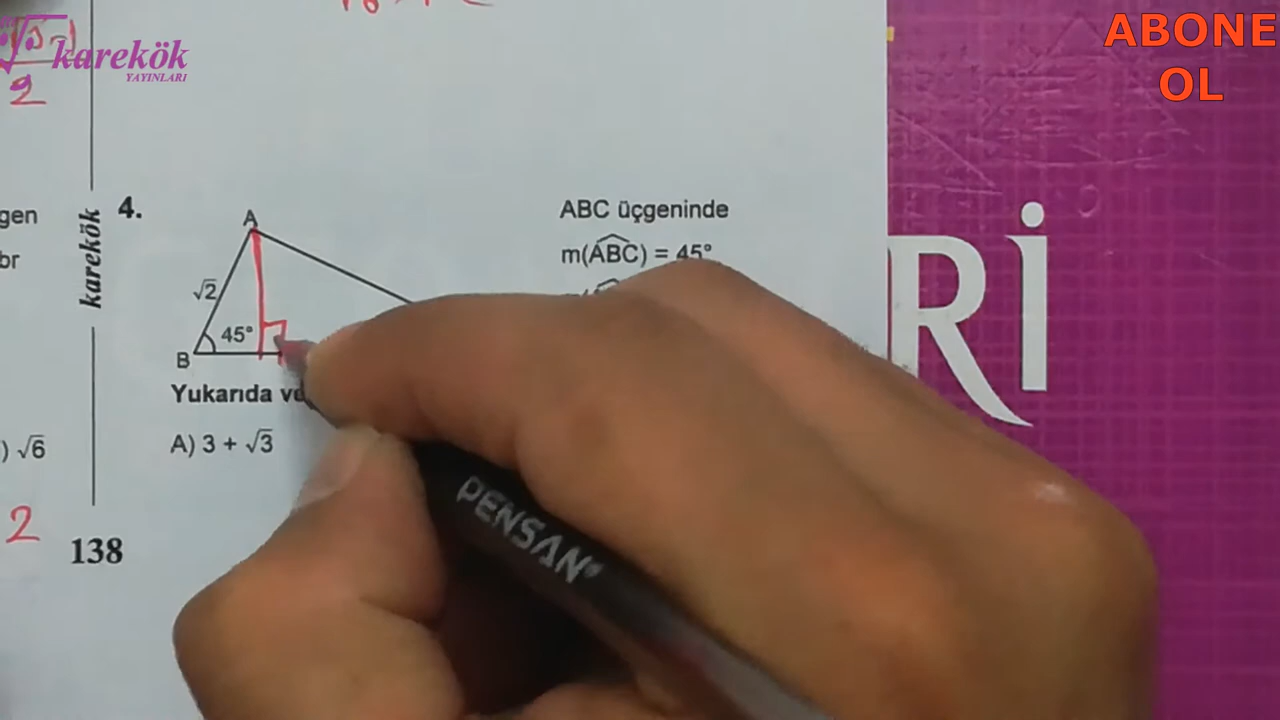 karekök
YAYINLARI
ABONE
OL
2
gen
br
karekök
4.
A
√2
45°
B
ABC üçgeninde
m(ABC) = 45°
Yukarıda
A) 3 + √3
) √6
2
138
PENSAN
Rİ